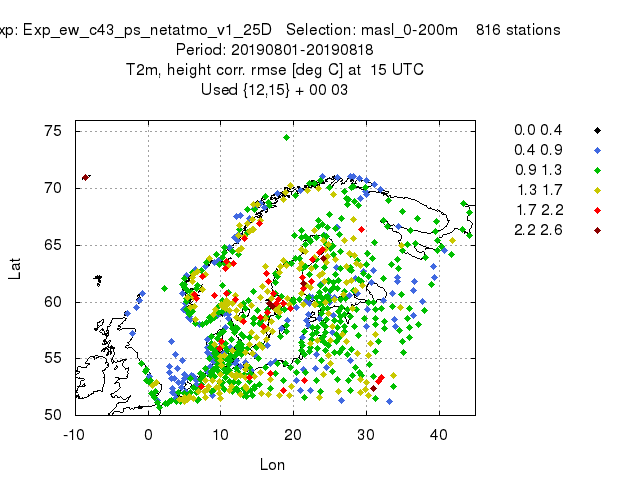 xp: Exp_ew_c43_ps_netatmo_v1_25D Selection: masl_0-200m 816 stations
Period: 20190801-20190818
T2m, height corr. rmse [deg C] at 15 UTC
Used {12,15} + 00 03
75
70
65
60
55
50
Lat
-10 0 10 20 30 40
Lon
0.0 0.4
0.4 0.9
0.9 1.3
1.3 1.7
1.7 2.2
2.2 2.6